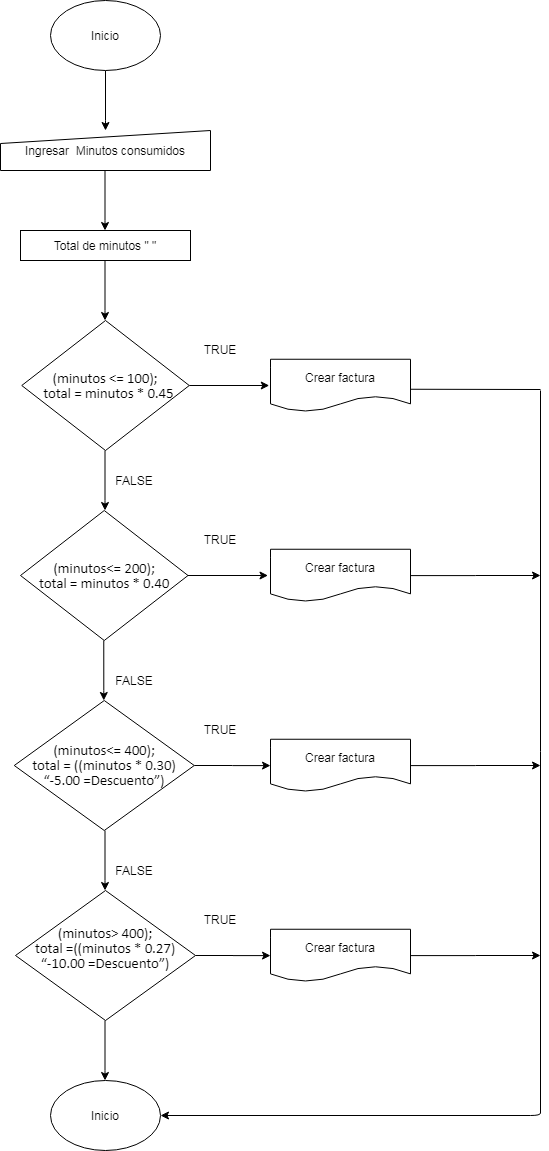 Inicio
Ingresar Minutos consumidos
Total de minutos " "
TRUE
(minutos <= 100);
total = minutos * 0.45
Crear factura
FALSE
TRUE
(minutos<= 200);
total = minutos * 0.40
Crear factura
FALSE
TRUE
(minutos<= 400);
total = ((minutos * 0.30)
“-5.00 =Descuento”)
Crear factura
FALSE
TRUE
(minutos> 400);
total =((minutos * 0.27)
“-10.00 =Descuento”)
Crear factura
Inicio